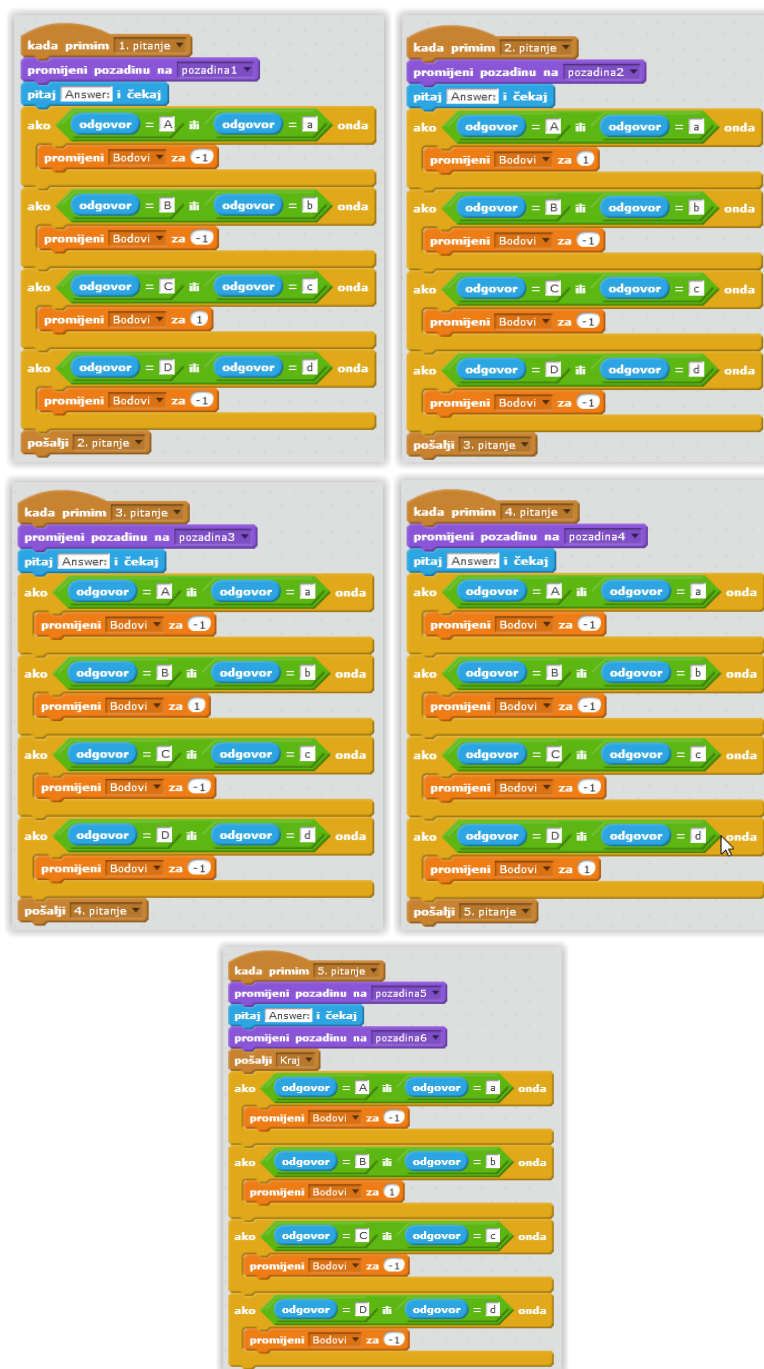 kada primim 1. pitanje
promijeni pozadinu na pozadina1
pitaj Answer: i čekaj
ako odgovor = A ili odgovor = a onda
promijeni Bodovi za -1
ako odgovor = B ili odgovor = b onda
promijeni Bodovi za -1
ako odgovor = C ili odgovor = c onda
promijeni Bodovi za 1
ako odgovor = D ili odgovor = d onda
promijeni Bodovi za -1
pošalji 2. pitanje
kada primim 2. pitanje
promijeni pozadinu na pozadina2
pitaj Answer: i čekaj
ako odgovor = A ili odgovor = a onda
promijeni Bodovi za 1
ako odgovor = B ili odgovor = b onda
promijeni Bodovi za -1
ako odgovor = C ili odgovor = c onda
promijeni Bodovi za -1
ako odgovor = D ili odgovor = d onda
promijeni Bodovi za -1
pošalji 3. pitanje
kada primim 3. pitanje
promijeni pozadinu na pozadina3
pitaj Answer: i čekaj
ako odgovor = A ili odgovor = a onda
promijeni Bodovi za -1
ako odgovor = B ili odgovor = b onda
promijeni Bodovi za 1
ako odgovor = C ili odgovor = c onda
promijeni Bodovi za -1
ako odgovor = D ili odgovor = d onda
promijeni Bodovi za -1
pošalji 4. pitanje
kada primim 4. pitanje
promijeni pozadinu na pozadina4
pitaj Answer: i čekaj
ako odgovor = A ili odgovor = a onda
promijeni Bodovi za -1
ako odgovor = B ili odgovor = b onda
promijeni Bodovi za -1
ako odgovor = C ili odgovor = c onda
promijeni Bodovi za -1
ako odgovor = D ili odgovor = d onda
promijeni Bodovi za 1
pošalji 5. pitanje
kada primim 5. pitanje
promijeni pozadinu na pozadina5
pitaj Answer: i čekaj
promijeni pozadinu na pozadina6
pošalji Kraj
ako odgovor = A ili odgovor = a onda
promijeni Bodovi za -1
ako odgovor = B ili odgovor = b onda
promijeni Bodovi za 1
ako odgovor = C ili odgovor = c onda
promijeni Bodovi za -1
ako odgovor = D ili odgovor = d onda
promijeni Bodovi za -1